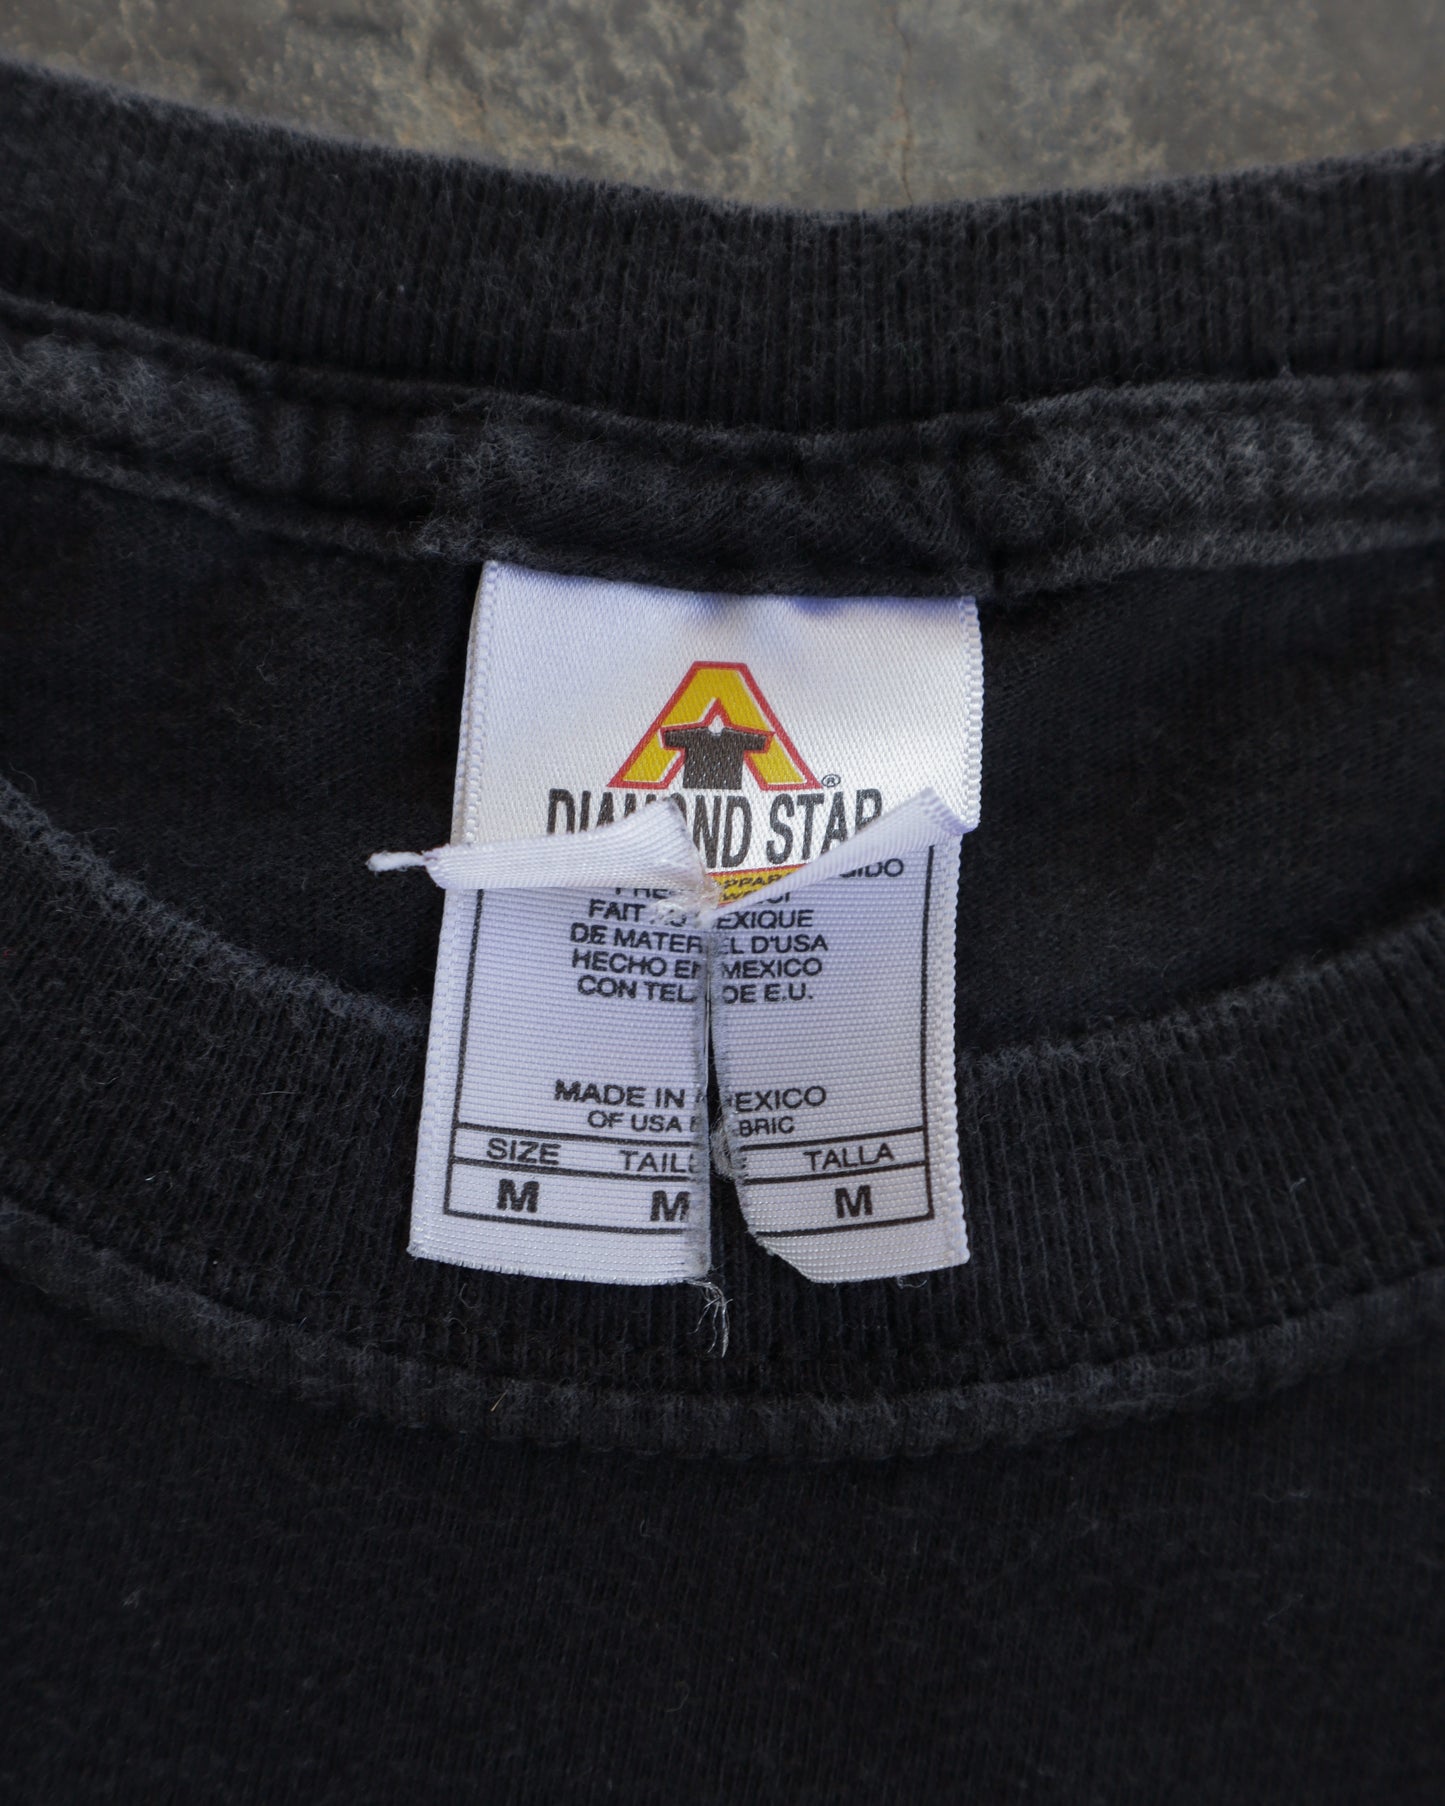 ®
DIAMOND STAR
FAIT AU MEXIQUE
DE MATERIEL D'USA
HECHO EN MEXICO
CON TELA DE E.U.
MADE IN MEXICO
OF USA FABRIC
SIZE TAILLE TALLA
M M M